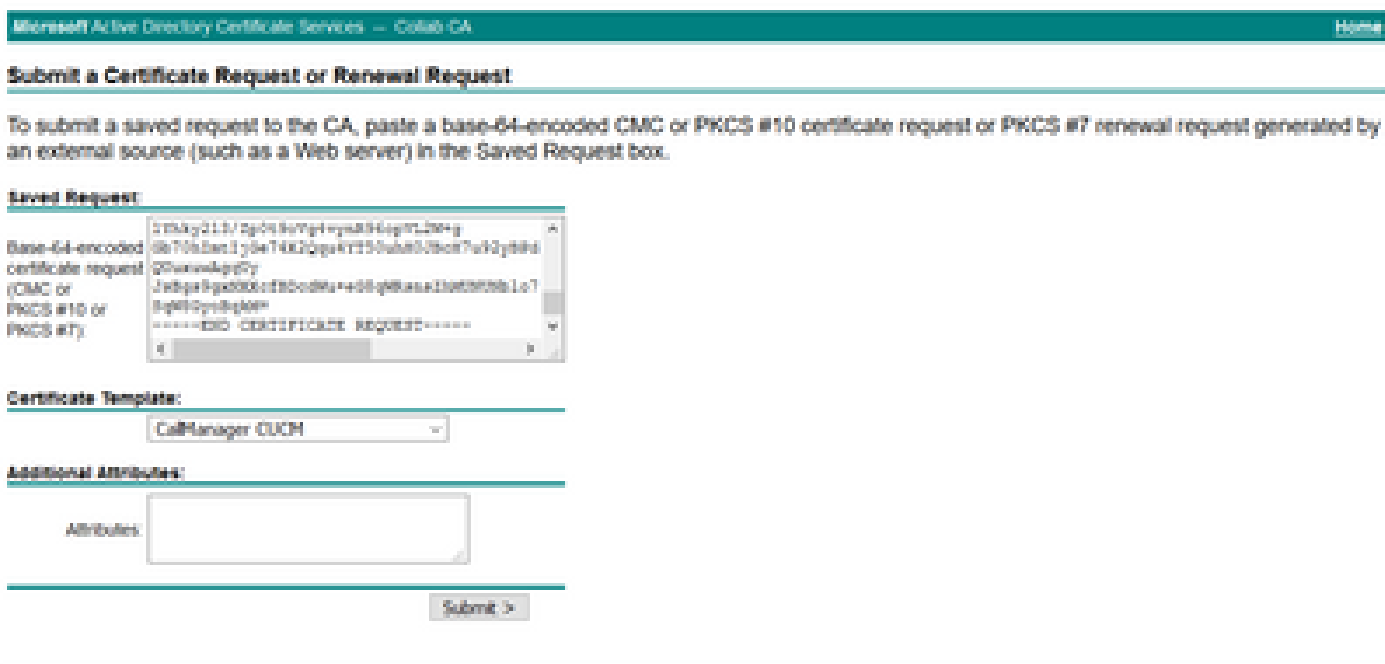 Microsoft Active Directory Certificate Services -- Collab CA
Home
Submit a Certificate Request or Renewal Request
To submit a saved request to the CA, paste a base-64-encoded CMC or PKCS #10 certificate request or PKCS #7 renewal request generated by
an external source (such as a Web server) in the Saved Request box.
Saved Request:
Base-64-encoded
certificate request
(CMC or
PKCS #10 or
PKCS #7):
-----END CERTIFICATE REQUEST-----
Certificate Template:
CallManager CUCM
Additional Attributes:
Attributes:
Submit >